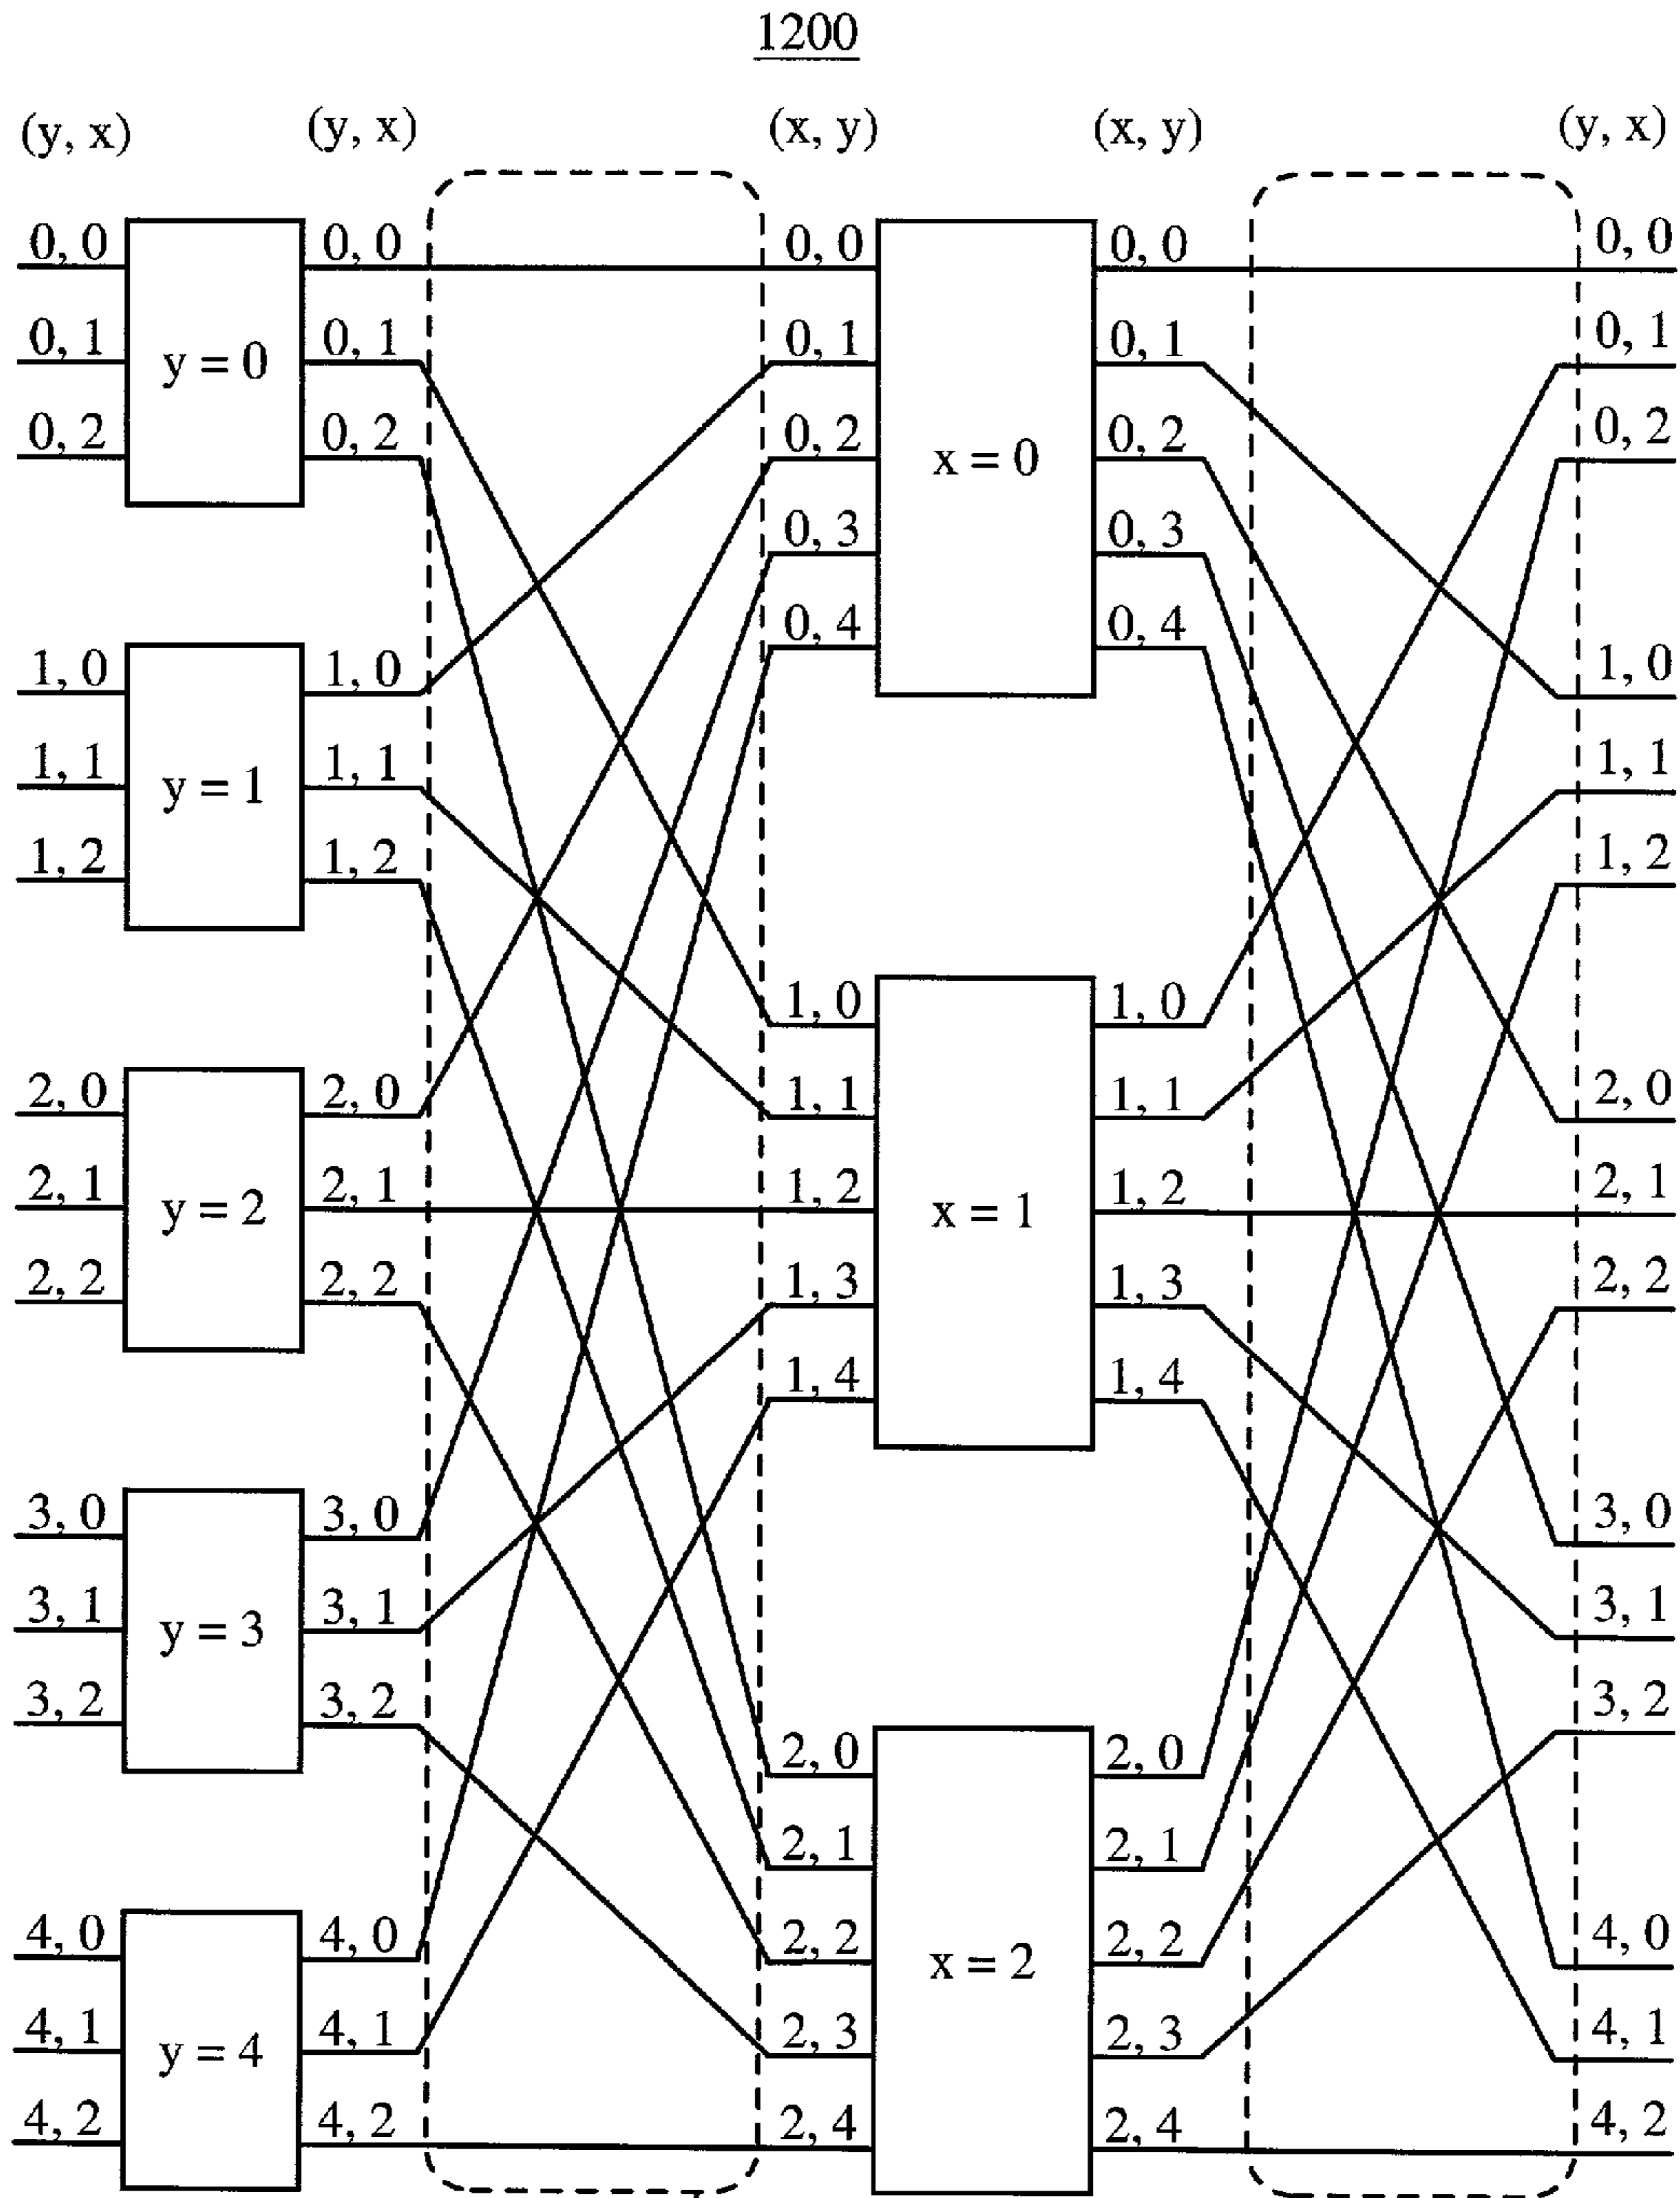 1200
(y, x) (y, x) (x, y) (x, y) (y, x)
0, 0 0, 0 0, 0 0, 0 0, 0
0, 1 y = 0 0, 1 0, 1 0, 1 0, 1
0, 2 0, 2 0, 2 x = 0 0, 2 0, 2
0, 3 0, 3
0, 4 0, 4
1, 0 1, 0 1, 0
1, 1 y = 1 1, 1 1, 1
1, 2 1, 2 1, 2
1, 0 1, 0
2, 0 2, 0 1, 1 1, 1 2, 0
2, 1 y = 2 2, 1 1, 2 x = 1 1, 2 2, 1
2, 2 2, 2 1, 3 1, 3 2, 2
1, 4 1, 4
3, 0 3, 0 3, 0
3, 1 y = 3 3, 1 3, 1
3, 2 3, 2 3, 2
2, 0 2, 0
2, 1 2, 1
4, 0 4, 0 2, 2 x = 2 2, 2 4, 0
4, 1 y = 4 4, 1 2, 3 2, 3 4, 1
4, 2 4, 2 2, 4 2, 4 4, 2